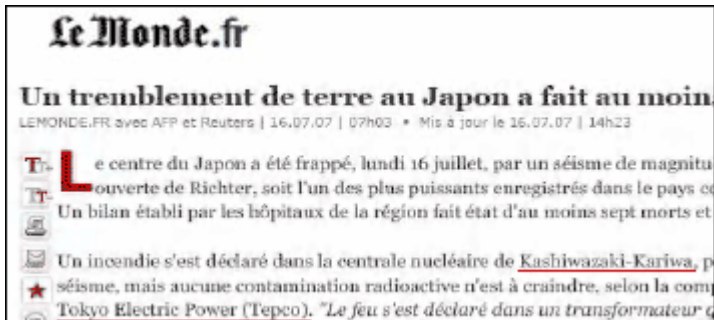 Le Monde.fr
Un tremblement de terre au Japon a fait au moin
LEMONDE.FR avec AFP et Reuters | 16.07.07 | 07h03 • Mis à jour le 16.07.07 | 14h23
Le centre du Japon a été frappé, lundi 16 juillet, par un séisme de magnitu
ouverte de Richter, soit l'un des plus puissants enregistrés dans le pays c
Un bilan établi par les hôpitaux de la région fait état d'au moins sept morts et
Un incendie s'est déclaré dans la centrale nucléaire de Kashiwazaki-Kariwa, p
séisme, mais aucune contamination radioactive n'est à craindre, selon la comp
Tokyo Electric Power (Tepco). "Le feu s'est déclaré dans un transformateur q